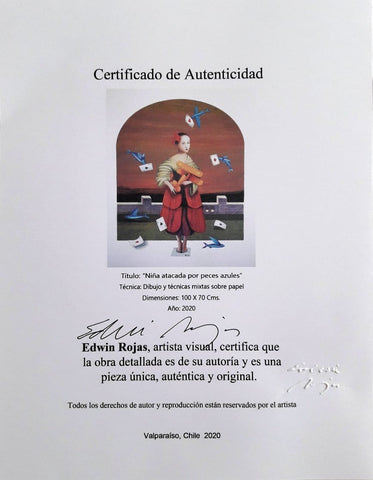 Certificado de Autenticidad
Título: "Niña atacada por peces azules"
Técnica: Dibujo y técnicas mixtas sobre papel
Dimensiones: 100 X 70 Cms.
Año: 2020
Edwin Rojas
Edwin Rojas, artista visual, certifica que
la obra detallada es de su autoría y es una
pieza única, auténtica y original.
Todos los derechos de autor y reproducción están reservados por el artista
Valparaíso, Chile 2020